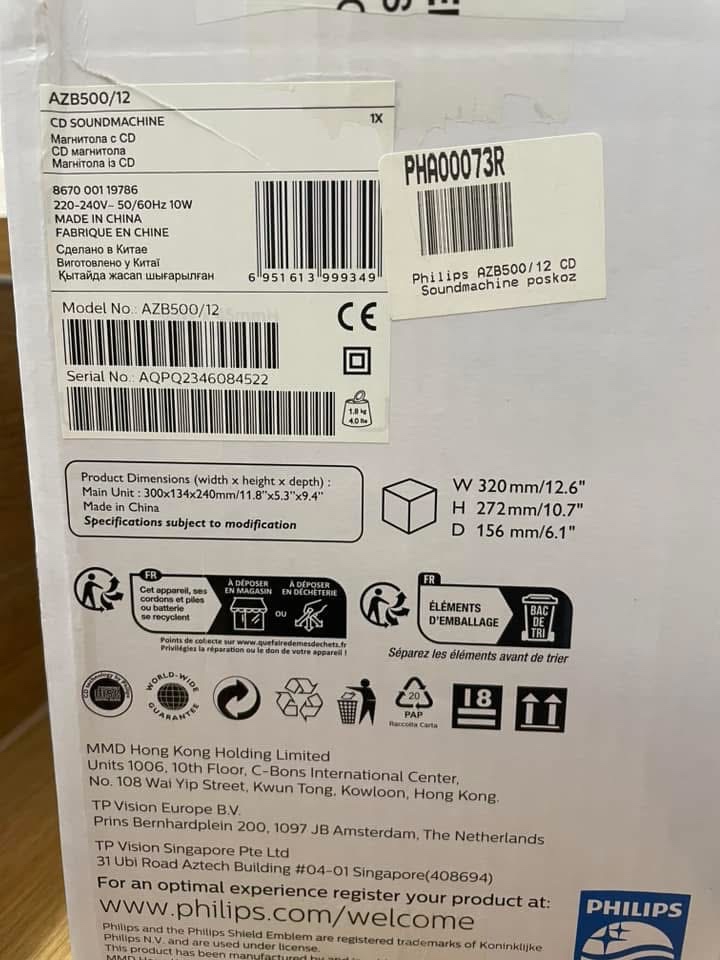 AZB500/12
CD SOUNDMACHINE 1X
Магнитола с CD
CD магнитола
Магнітола із CD
8670 001 19786
220-240V~ 50/60Hz 10W
MADE IN CHINA
FABRIQUE EN CHINE
Сделано в Китае
Виготовлено у Китаї
Қытайда жасап шығарылған
6 951613 999349
PHA00073R
Philips AZB500/12 CD
Soundmachine poskoz
Model No.: AZB500/12
CE
Serial No.: AQPQ2346084522
1.8 kg
4.0 lbs
Product Dimensions (width x height x depth) :
Main Unit : 300x134x240mm/11.8"x5.3"x9.4"
Made in China
Specifications subject to modification
W 320mm/12.6"
H 272mm/10.7"
D 156 mm/6.1"
FR
Cet appareil, ses
cordons et piles
ou batterie
se recyclent
À DÉPOSER
EN MAGASIN
OU
À DÉPOSER
EN DÉCHÈTERIE
Points de collecte sur www.quefairedemesdechets.fr
Privilégiez la réparation ou le don de votre appareil !
FR
ÉLÉMENTS
D'EMBALLAGE
BAC
DE
TRI
Séparez les éléments avant de trier
WORLD-WIDE
GUARANTEE
20
PAP
Raccolta Carta
18
MMD Hong Kong Holding Limited
Units 1006, 10th Floor, C-Bons International Center,
No. 108 Wai Yip Street, Kwun Tong, Kowloon, Hong Kong.
TP Vision Europe B.V.
Prins Bernhardplein 200, 1097 JB Amsterdam, The Netherlands
TP Vision Singapore Pte Ltd
31 Ubi Road Aztech Building #04-01 Singapore(408694)
For an optimal experience register your product at:
www.philips.com/welcome
Philips and the Philips Shield Emblem are registered trademarks of Koninklijke
Philips N.V. and are used under license.
This product has been manufactured by and
MMD Hong
PHILIPS